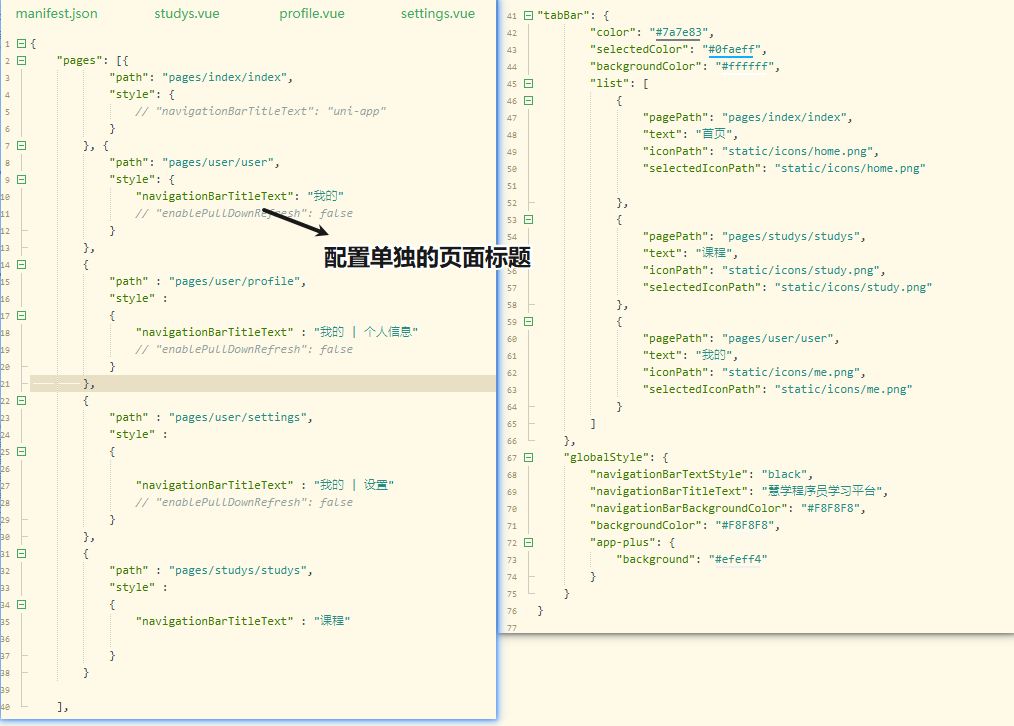 manifest.json studys.vue profile.vue settings.vue
1 {
2 "pages": [{
3 "path": "pages/index/index",
4 "style": {
5 // "navigationBarTitleText": "uni-app"
6 }
7 }, {
8 "path": "pages/user/user",
9 "style": {
10 "navigationBarTitleText": "我的"
11 // "enablePullDownRefresh": false
12 }
13 },
配置单独的页面标题
14 {
15 "path" : "pages/user/profile",
16 "style" :
17 {
18 "navigationBarTitleText" : "我的 | 个人信息"
19 // "enablePullDownRefresh": false
20 }
21 },
22 {
23 "path" : "pages/user/settings",
24 "style" :
25 {
26
27 "navigationBarTitleText" : "我的 | 设置"
28 // "enablePullDownRefresh": false
29 }
30 },
31 {
32 "path" : "pages/studys/studys",
33 "style" :
34 {
35 "navigationBarTitleText" : "课程"
36
37 }
38 }
39
40 ],
41 "tabBar": {
42 "color": "#7a7e83",
43 "selectedColor": "#0faeff",
44 "backgroundColor": "#ffffff",
45 "list": [
46 {
47 "pagePath": "pages/index/index",
48 "text": "首页",
49 "iconPath": "static/icons/home.png",
50 "selectedIconPath": "static/icons/home.png"
51
52 },
53 {
54 "pagePath": "pages/studys/studys",
"text": "课程",
56 "iconPath": "static/icons/study.png",
57 "selectedIconPath": "static/icons/study.png"
58 },
59 {
60 "pagePath": "pages/user/user",
61 "text": "我的",
62 "iconPath": "static/icons/me.png",
63 "selectedIconPath": "static/icons/me.png"
64 }
65 ]
66 },
67 "globalStyle": {
68 "navigationBarTextStyle": "black",
69 "navigationBarTitleText": "慧学程序员学习平台",
70 "navigationBarBackgroundColor": "#F8F8F8",
71 "backgroundColor": "#F8F8F8",
72 "app-plus": {
73 "background": "#efeff4"
74 }
75 }
76 }
77